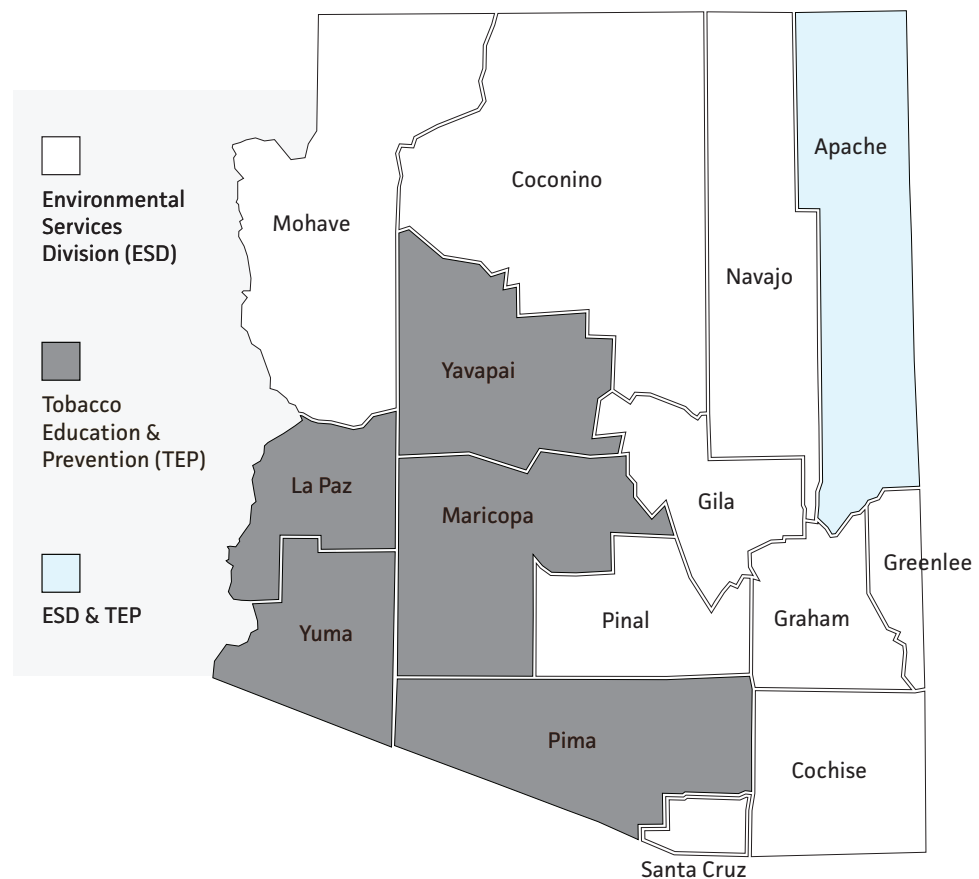 Environmental
Services
Division (ESD)
Tobacco
Education &
Prevention (TEP)
ESD & TEP
Apache
Coconino
Mohave
Navajo
Yavapai
La Paz
Gila
Maricopa
Greenlee
Pinal
Graham
Yuma
Pima
Cochise
Santa Cruz